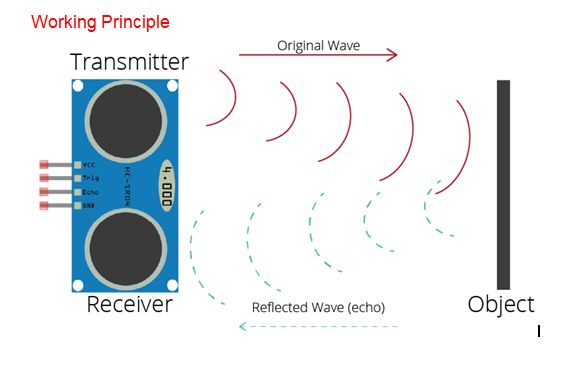 Working Principle
Original Wave
Transmitter
VCC
Trig
Echo
GND
HC-SR04
4.000
Receiver
Reflected Wave (echo)
Object